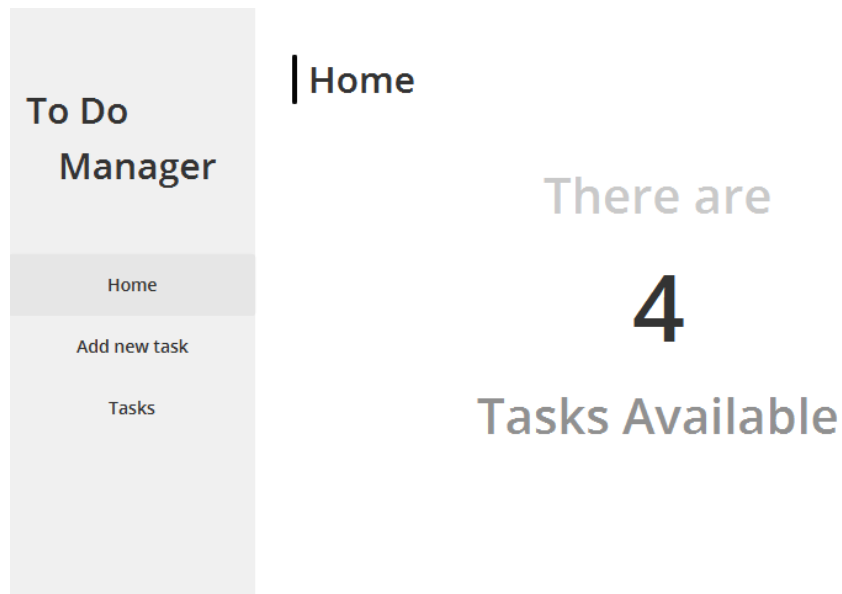 To Do
Manager
Home
Add new task
Tasks
Home
There are
4
Tasks Available